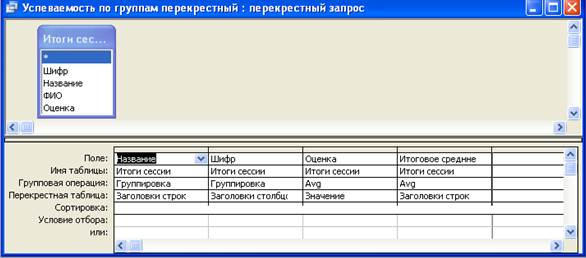 Успеваемость по группам перекрестный : перекрестный запрос
Итоги сес...
*
Шифр
Название
ФИО
Оценка
Поле: Название Шифр Оценка Итоговое средние
Имя таблицы: Итоги сессии Итоги сессии Итоги сессии Итоги сессии
Групповая операция: Группировка Группировка Avg Avg
Перекрестная таблица: Заголовки строк Заголовки столбцо Значение Заголовки строк
Сортировка:
Условие отбора:
или: